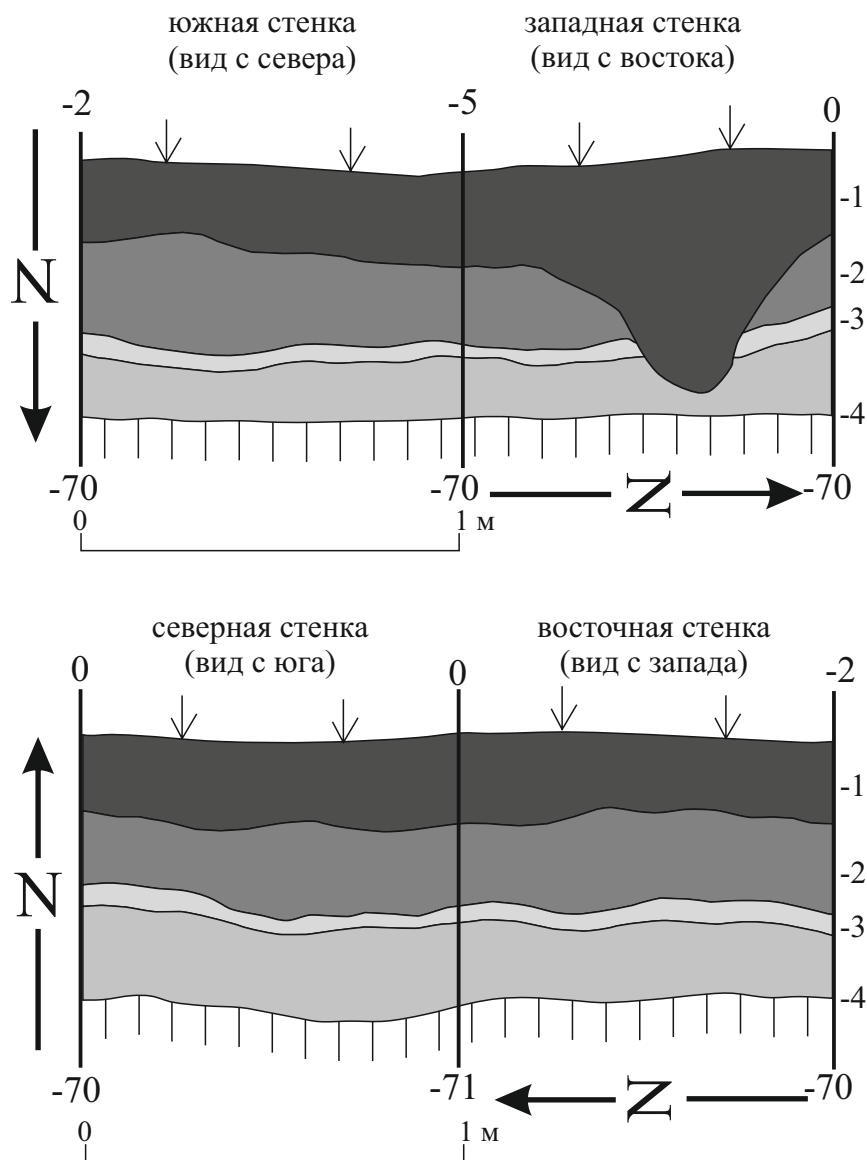 южная стенка
(вид с севера)
западная стенка
(вид с востока)
-2
-5
0
-1
-2
-3
-4
N
-70
-70
N
-70
0
1 м
северная стенка
(вид с юга)
восточная стенка
(вид с запада)
0
0
-2
-1
-2
-3
-4
N
-70
-71
N
-70
0
1 м